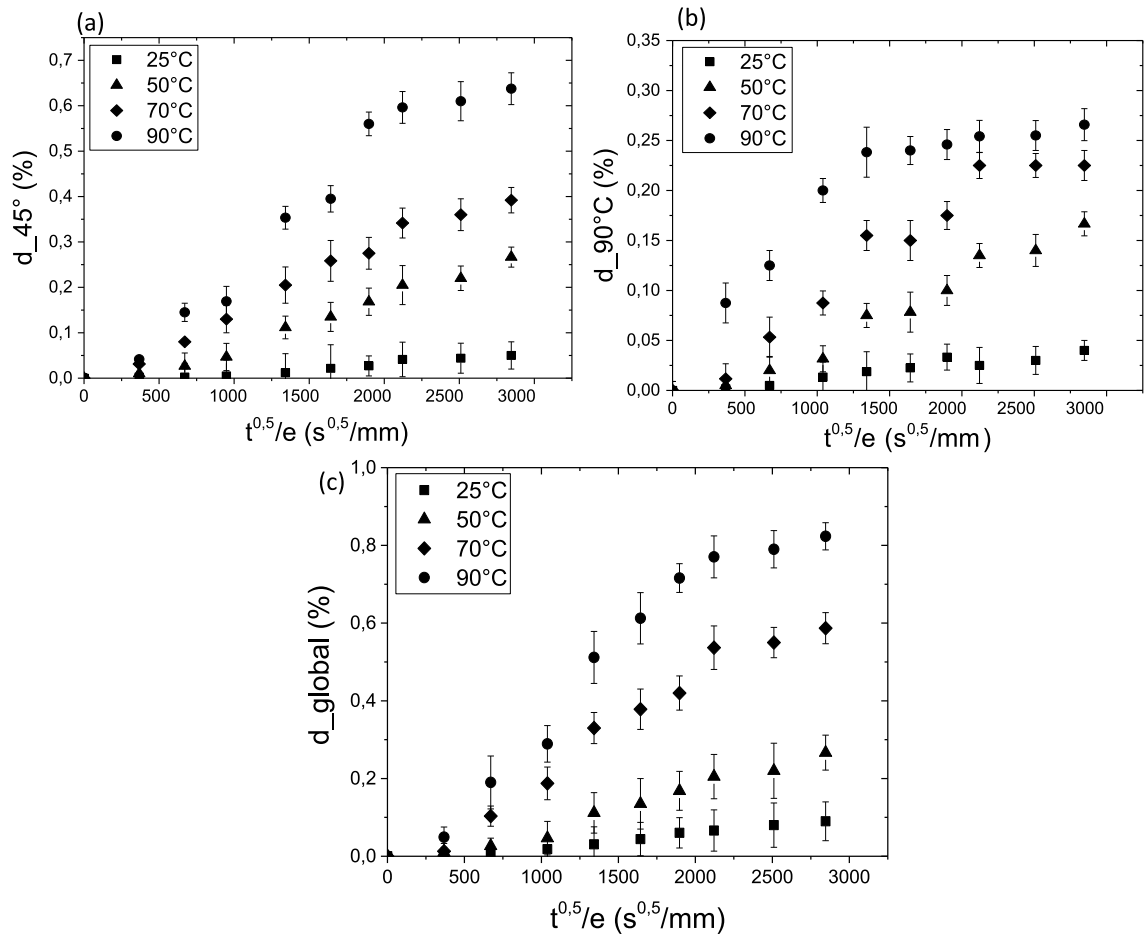 (a)
d_45° (%)
0,7
0,6
0,5
0,4
0,3
0,2
0,1
0,0
25°C
50°C
70°C
90°C
0 500 1000 1500 2000 2500 3000
t^0,5/e (s^0,5/mm)
(b)
d_90°C (%)
0,35
0,30
0,25
0,20
0,15
0,10
0,05
0,00
25°C
50°C
70°C
90°C
0 500 1000 1500 2000 2500 3000
t^0,5/e (s^0,5/mm)
(c)
d_global (%)
1,0
0,8
0,6
0,4
0,2
0,0
25°C
50°C
70°C
90°C
0 500 1000 1500 2000 2500 3000
t^0,5/e (s^0,5/mm)